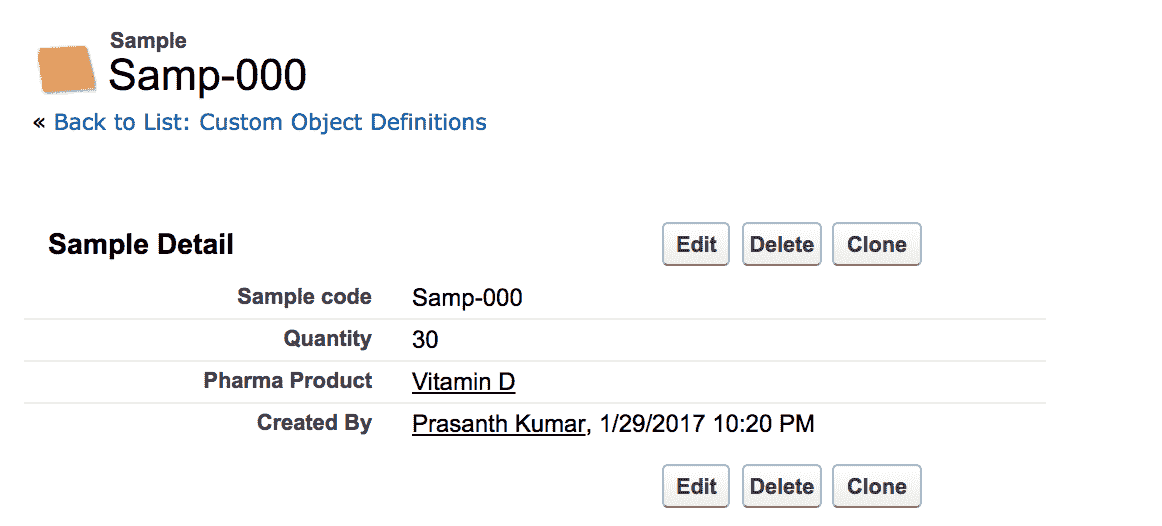 Sample
Samp-000
« Back to List: Custom Object Definitions
Sample Detail Edit Delete Clone
Sample code Samp-000
Quantity 30
Pharma Product Vitamin D
Created By Prasanth Kumar, 1/29/2017 10:20 PM
Edit Delete Clone